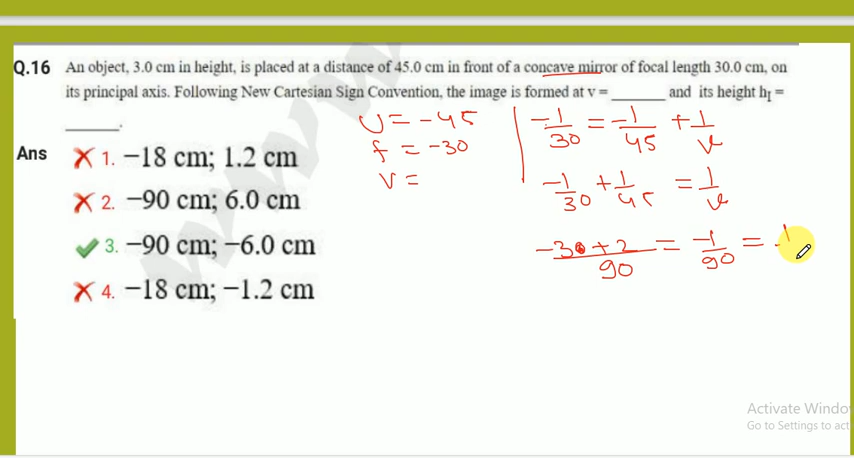 Q.16 An object, 3.0 cm in height, is placed at a distance of 45.0 cm in front of a concave mirror of focal length 30.0 cm, on
its principal axis. Following New Cartesian Sign Convention, the image is formed at v = ______ and its height hI =
______.
Ans 1. −18 cm; 1.2 cm
2. −90 cm; 6.0 cm
3. −90 cm; −6.0 cm
4. −18 cm; −1.2 cm
U = -45
f = -30
V =
-1/30 = -1/45 + 1/v
-1/30 + 1/45 = 1/v
-3 + 2/90 = -1/90 = 1
www
Activate Windo
Go to Settings to act